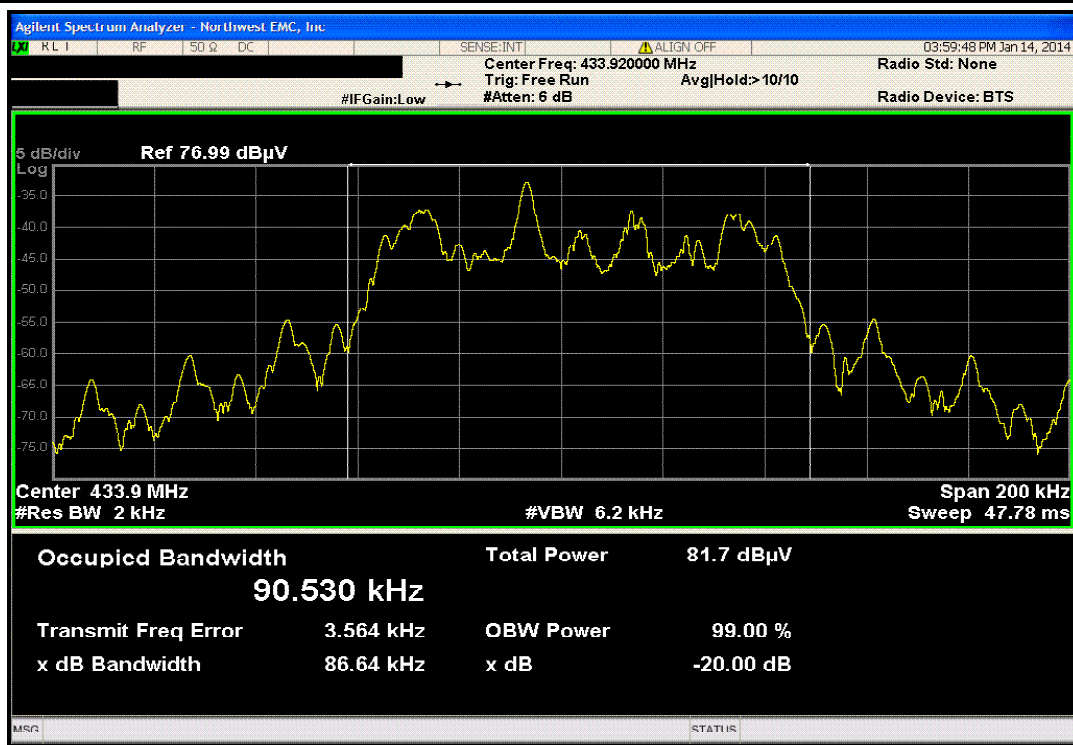 Agilent Spectrum Analyzer - Northwest EMC, Inc
LXI RL T RF 50 Ω DC SENSE:INT ALIGN OFF 03:59:48 PM Jan 14, 2014
Center Freq: 433.920000 MHz Radio Std: None
Trig: Free Run Avg|Hold:>10/10
#IFGain:Low #Atten: 6 dB Radio Device: BTS
5 dB/div Ref 76.99 dBµV
Log
-35.0
-40.0
-45.0
-50.0
-55.0
-60.0
-65.0
-70.0
-75.0
Center 433.9 MHz Span 200 kHz
#Res BW 2 kHz #VBW 6.2 kHz Sweep 47.78 ms
Occupied Bandwidth Total Power 81.7 dBµV
90.530 kHz
Transmit Freq Error 3.564 kHz OBW Power 99.00 %
x dB Bandwidth 86.64 kHz x dB -20.00 dB
MSG STATUS